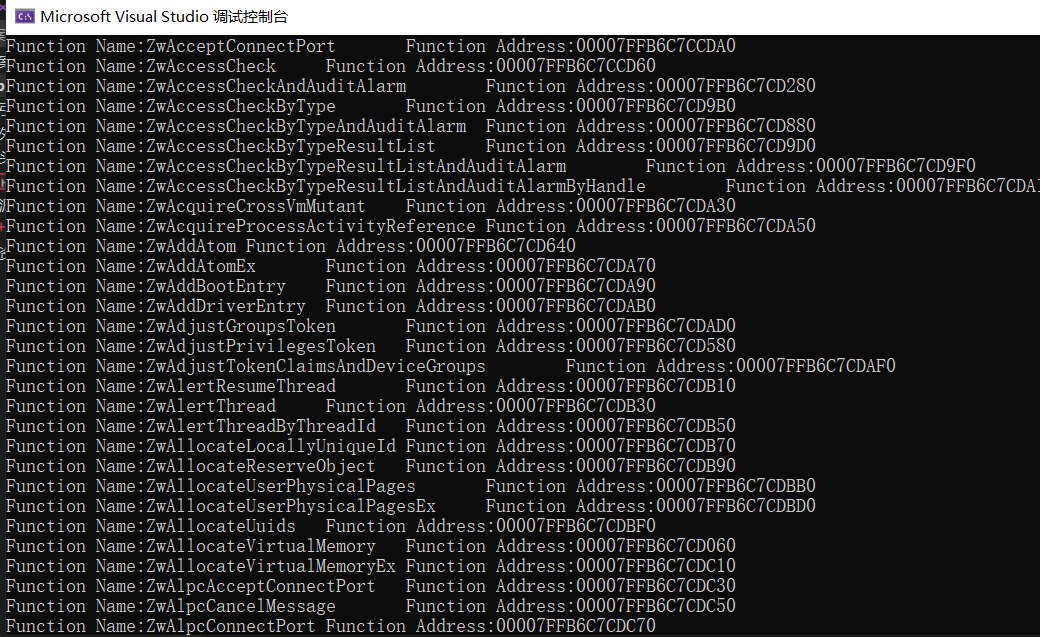 Microsoft Visual Studio 调试控制台
Function Name:ZwAcceptConnectPort Function Address:00007FFB6C7CCDA0
Function Name:ZwAccessCheck Function Address:00007FFB6C7CCD60
Function Name:ZwAccessCheckAndAuditAlarm Function Address:00007FFB6C7CD280
Function Name:ZwAccessCheckByType Function Address:00007FFB6C7CD9B0
Function Name:ZwAccessCheckByTypeAndAuditAlarm Function Address:00007FFB6C7CD880
Function Name:ZwAccessCheckByTypeResultList Function Address:00007FFB6C7CD9D0
Function Name:ZwAccessCheckByTypeResultListAndAuditAlarm Function Address:00007FFB6C7CD9F0
Function Name:ZwAccessCheckByTypeResultListAndAuditAlarmByHandle Function Address:00007FFB6C7CDA1
Function Name:ZwAcquireCrossVmMutant Function Address:00007FFB6C7CDA30
Function Name:ZwAcquireProcessActivityReference Function Address:00007FFB6C7CDA50
Function Name:ZwAddAtom Function Address:00007FFB6C7CD640
Function Name:ZwAddAtomEx Function Address:00007FFB6C7CDA70
Function Name:ZwAddBootEntry Function Address:00007FFB6C7CDA90
Function Name:ZwAddDriverEntry Function Address:00007FFB6C7CDAB0
Function Name:ZwAdjustGroupsToken Function Address:00007FFB6C7CDAD0
Function Name:ZwAdjustPrivilegesToken Function Address:00007FFB6C7CD580
Function Name:ZwAdjustTokenClaimsAndDeviceGroups Function Address:00007FFB6C7CDAF0
Function Name:ZwAlertResumeThread Function Address:00007FFB6C7CDB10
Function Name:ZwAlertThread Function Address:00007FFB6C7CDB30
Function Name:ZwAlertThreadByThreadId Function Address:00007FFB6C7CDB50
Function Name:ZwAllocateLocallyUniqueId Function Address:00007FFB6C7CDB70
Function Name:ZwAllocateReserveObject Function Address:00007FFB6C7CDB90
Function Name:ZwAllocateUserPhysicalPages Function Address:00007FFB6C7CDBB0
Function Name:ZwAllocateUserPhysicalPagesEx Function Address:00007FFB6C7CDBD0
Function Name:ZwAllocateUuids Function Address:00007FFB6C7CDBF0
Function Name:ZwAllocateVirtualMemory Function Address:00007FFB6C7CD060
Function Name:ZwAllocateVirtualMemoryEx Function Address:00007FFB6C7CDC10
Function Name:ZwAlpcAcceptConnectPort Function Address:00007FFB6C7CDC30
Function Name:ZwAlpcCancelMessage Function Address:00007FFB6C7CDC50
Function Name:ZwAlpcConnectPort Function Address:00007FFB6C7CDC70